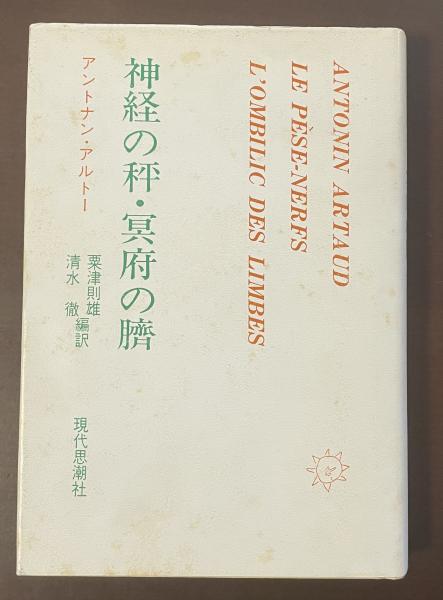 ANTONIN ARTAUD
LE PÈSE-NERFS
L'OMBILIC DES LIMBES
神経の秤・冥府の臍
アントナン・アルトー
粟津則雄
清水 徹 編訳
現代思潮社